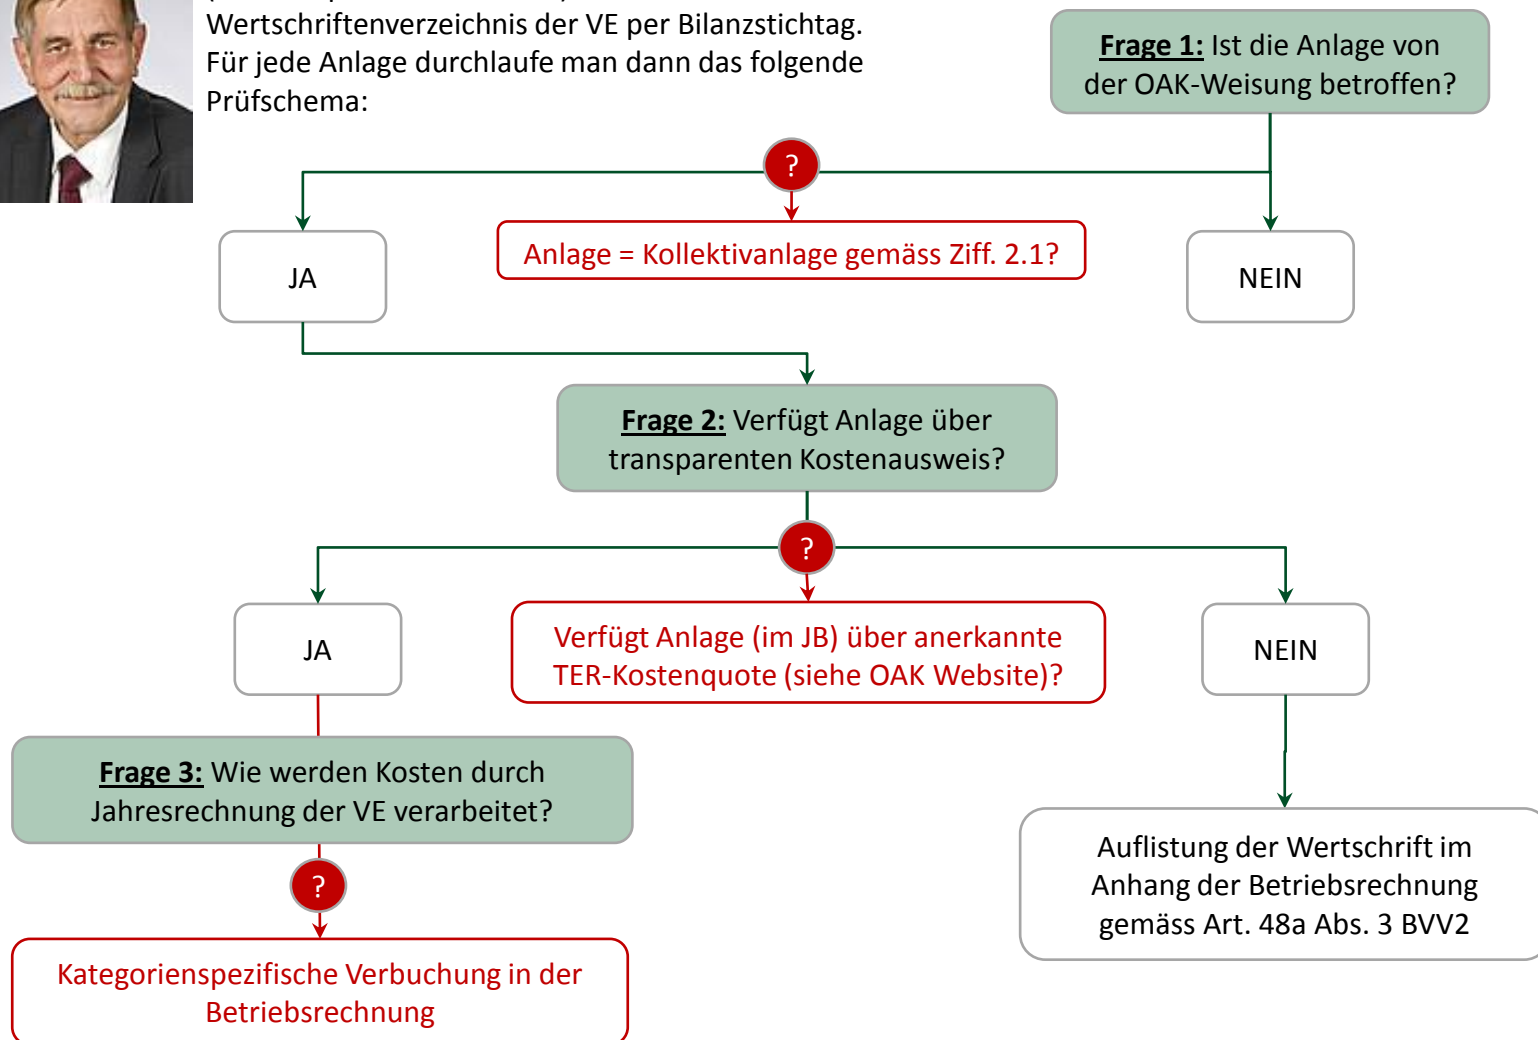 Wertschriftenverzeichnis der VE per Bilanzstichtag.
Für jede Anlage durchlaufe man dann das folgende
Prüfschema:
Frage 1: Ist die Anlage von
der OAK-Weisung betroffen?
?
JA
Anlage = Kollektivanlage gemäss Ziff. 2.1?
NEIN
Frage 2: Verfügt Anlage über
transparenten Kostenausweis?
?
JA
Verfügt Anlage (im JB) über anerkannte
TER-Kostenquote (siehe OAK Website)?
NEIN
Frage 3: Wie werden Kosten durch
Jahresrechnung der VE verarbeitet?
?
Auflistung der Wertschrift im
Anhang der Betriebsrechnung
gemäss Art. 48a Abs. 3 BVV2
Kategorienspezifische Verbuchung in der
Betriebsrechnung